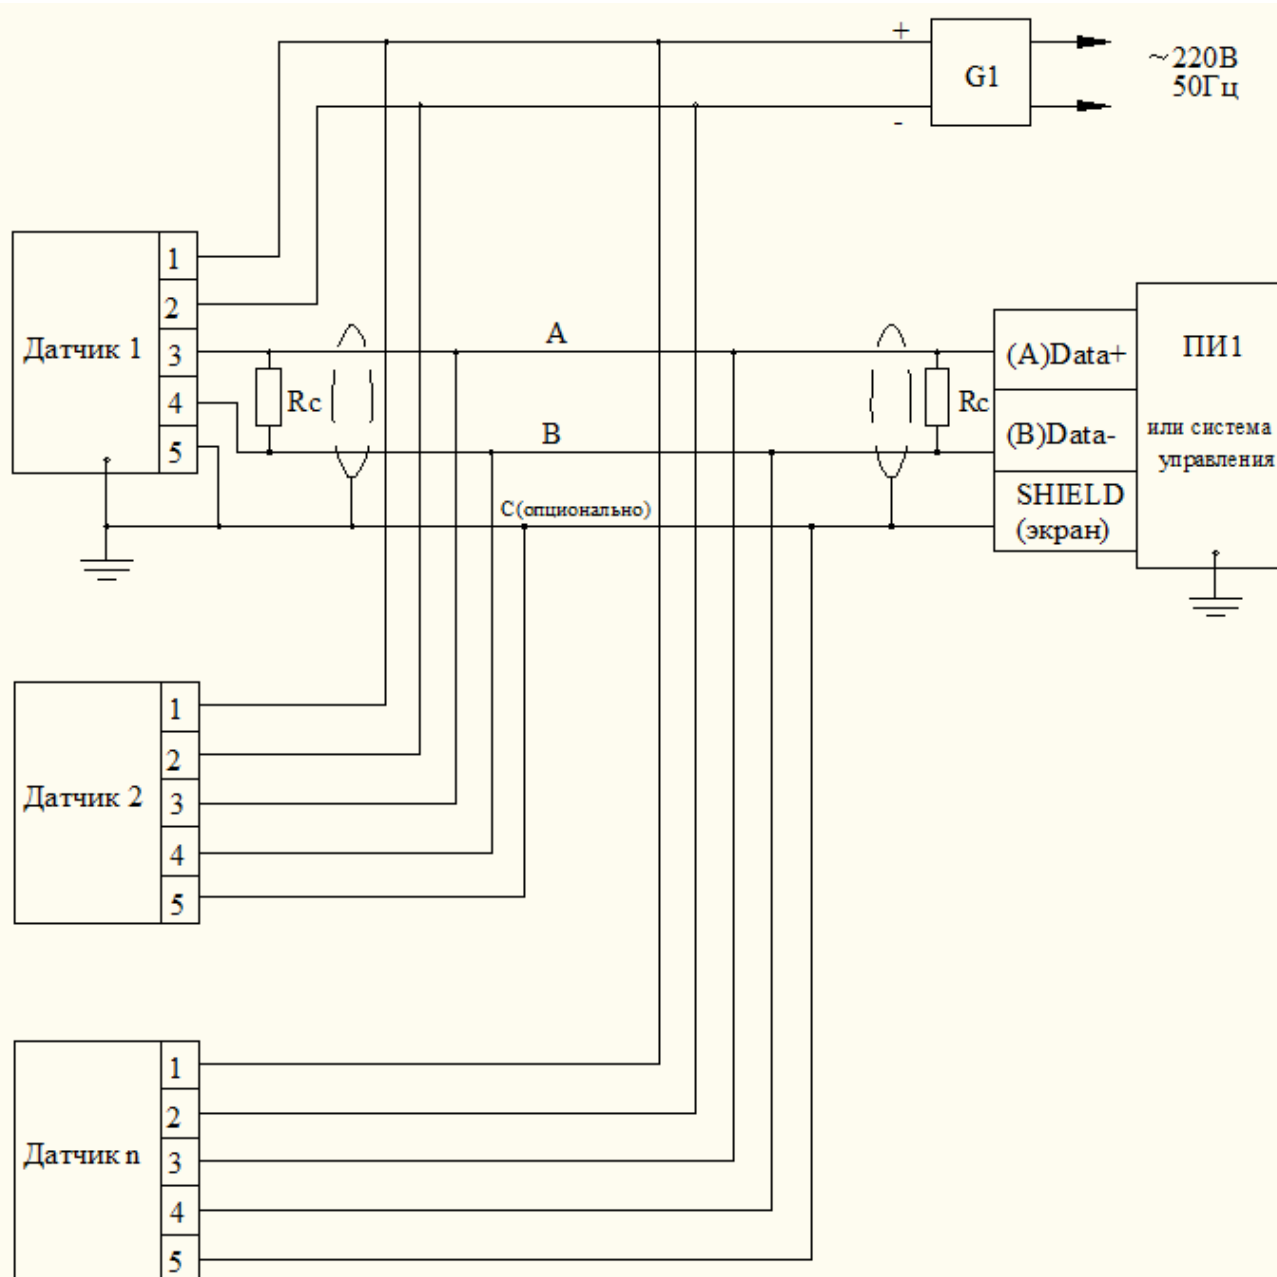 +
G1
~220В
50Гц
-
Датчик 1
1
2
3
4
5
A
Rc
B
C(опционально)
Rc
(A)Data+
(B)Data-
SHIELD
(экран)
ПИ1
или система
управления
Датчик 2
1
2
3
4
5
Датчик n
1
2
3
4
5